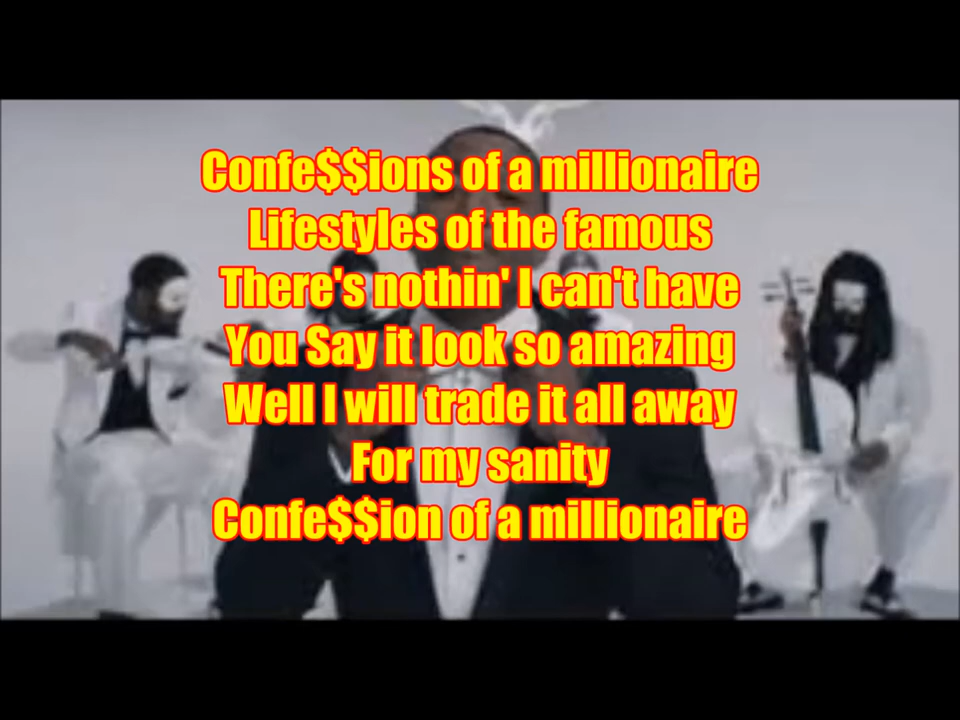 Confe$$ions of a millionaire
Lifestyles of the famous
There's nothin' I can't have
You Say it look so amazing
Well I will trade it all away
For my sanity
Confe$$ion of a millionaire